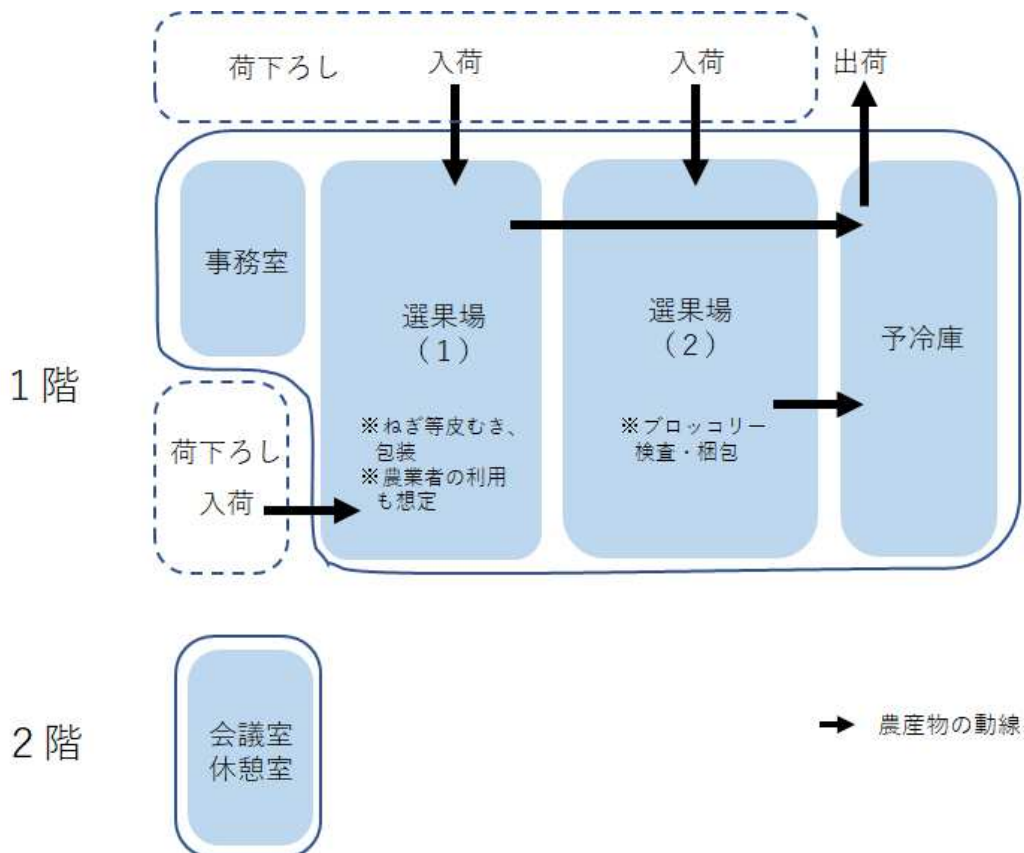 荷下ろし
入荷
入荷
出荷
1階
事務室
選果場
（1）
※ねぎ等皮むき、
包装
※農業者の利用
も想定
選果場
（2）
※ブロッコリー
検査・梱包
予冷庫
荷下ろし
入荷
2階
会議室
休憩室
農産物の動線